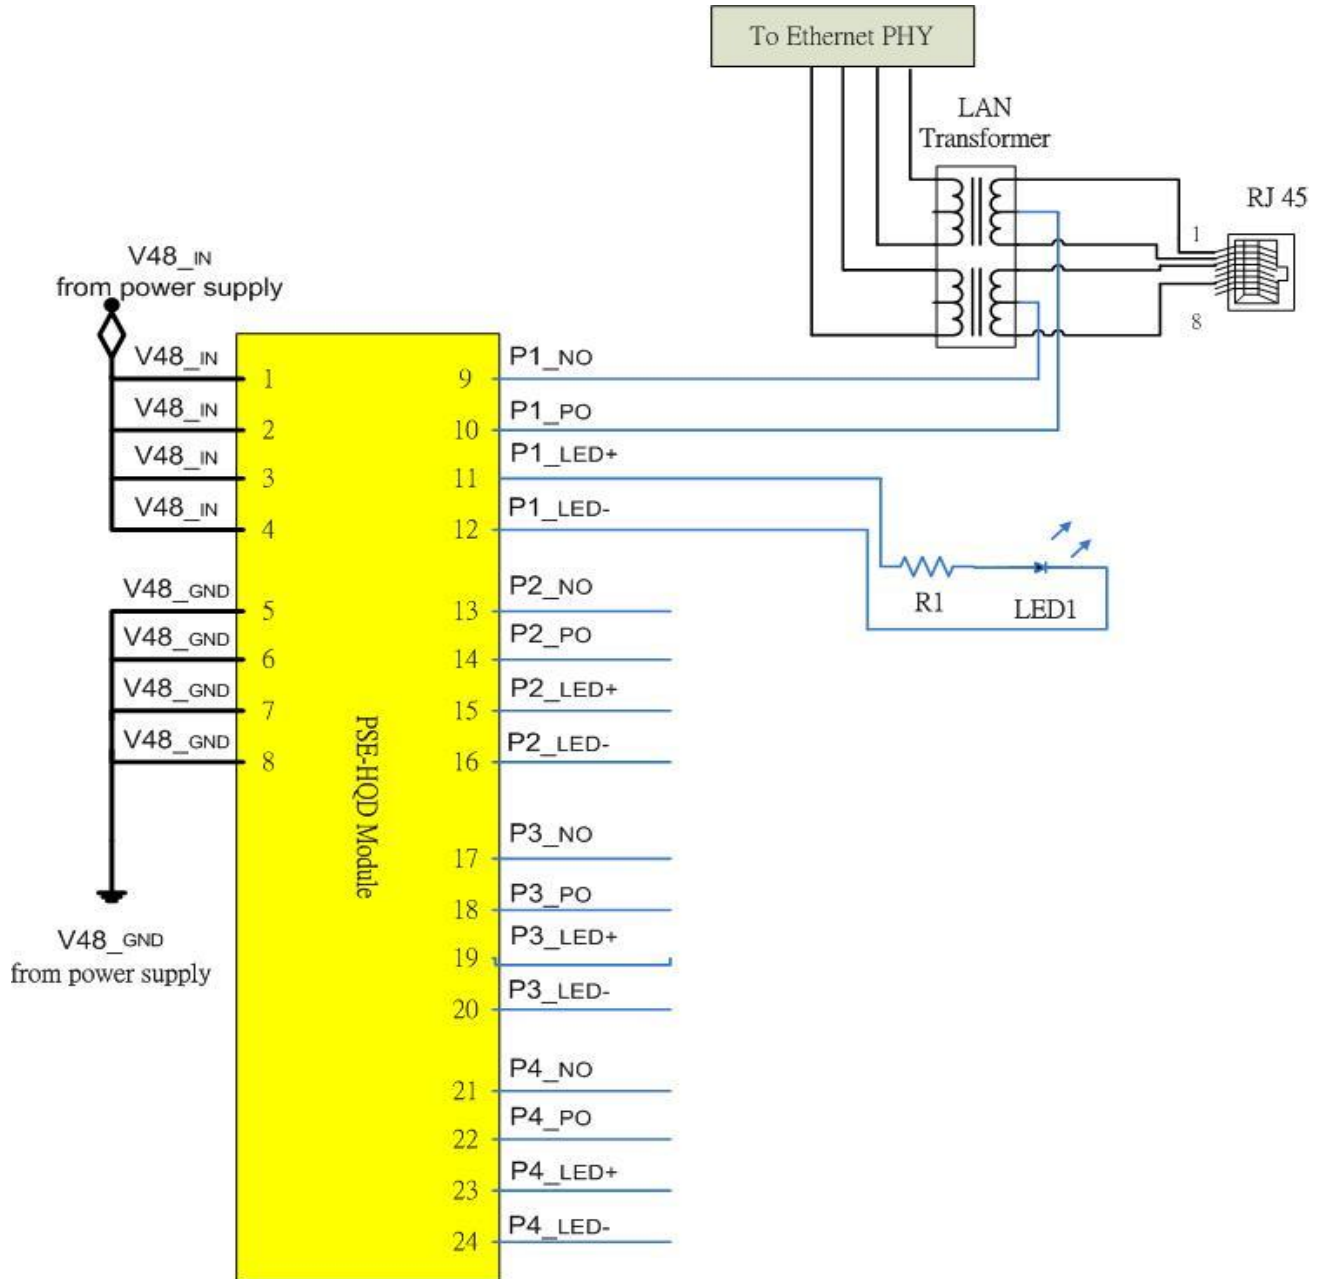 To Ethernet PHY
LAN
Transformer
RJ 45
1
8
V48_IN
from power supply
V48_IN
V48_IN
V48_IN
V48_IN
V48_GND
V48_GND
V48_GND
V48_GND
V48_GND
from power supply
1
2
3
4
5
6
7
8
PSE-HQD Module
9
10
11
12
13
14
15
16
17
18
19
20
21
22
23
24
P1_NO
P1_PO
P1_LED+
P1_LED-
P2_NO
P2_PO
P2_LED+
P2_LED-
P3_NO
P3_PO
P3_LED+
P3_LED-
P4_NO
P4_PO
P4_LED+
P4_LED-
R1
LED1